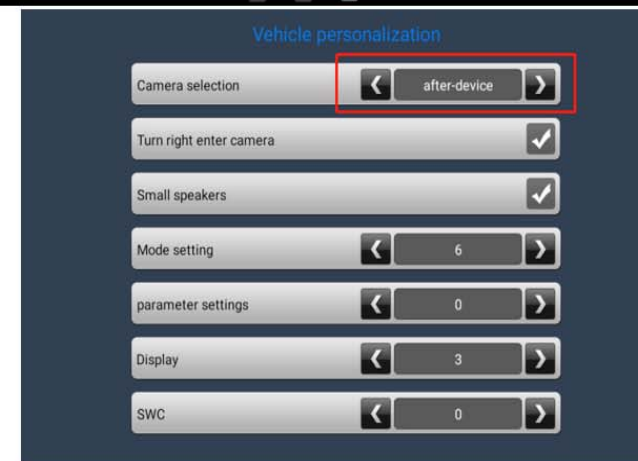 Vehicle personalization
Camera selection after-device
Turn right enter camera
Small speakers
Mode setting 6
parameter settings 0
Display 3
SWC 0